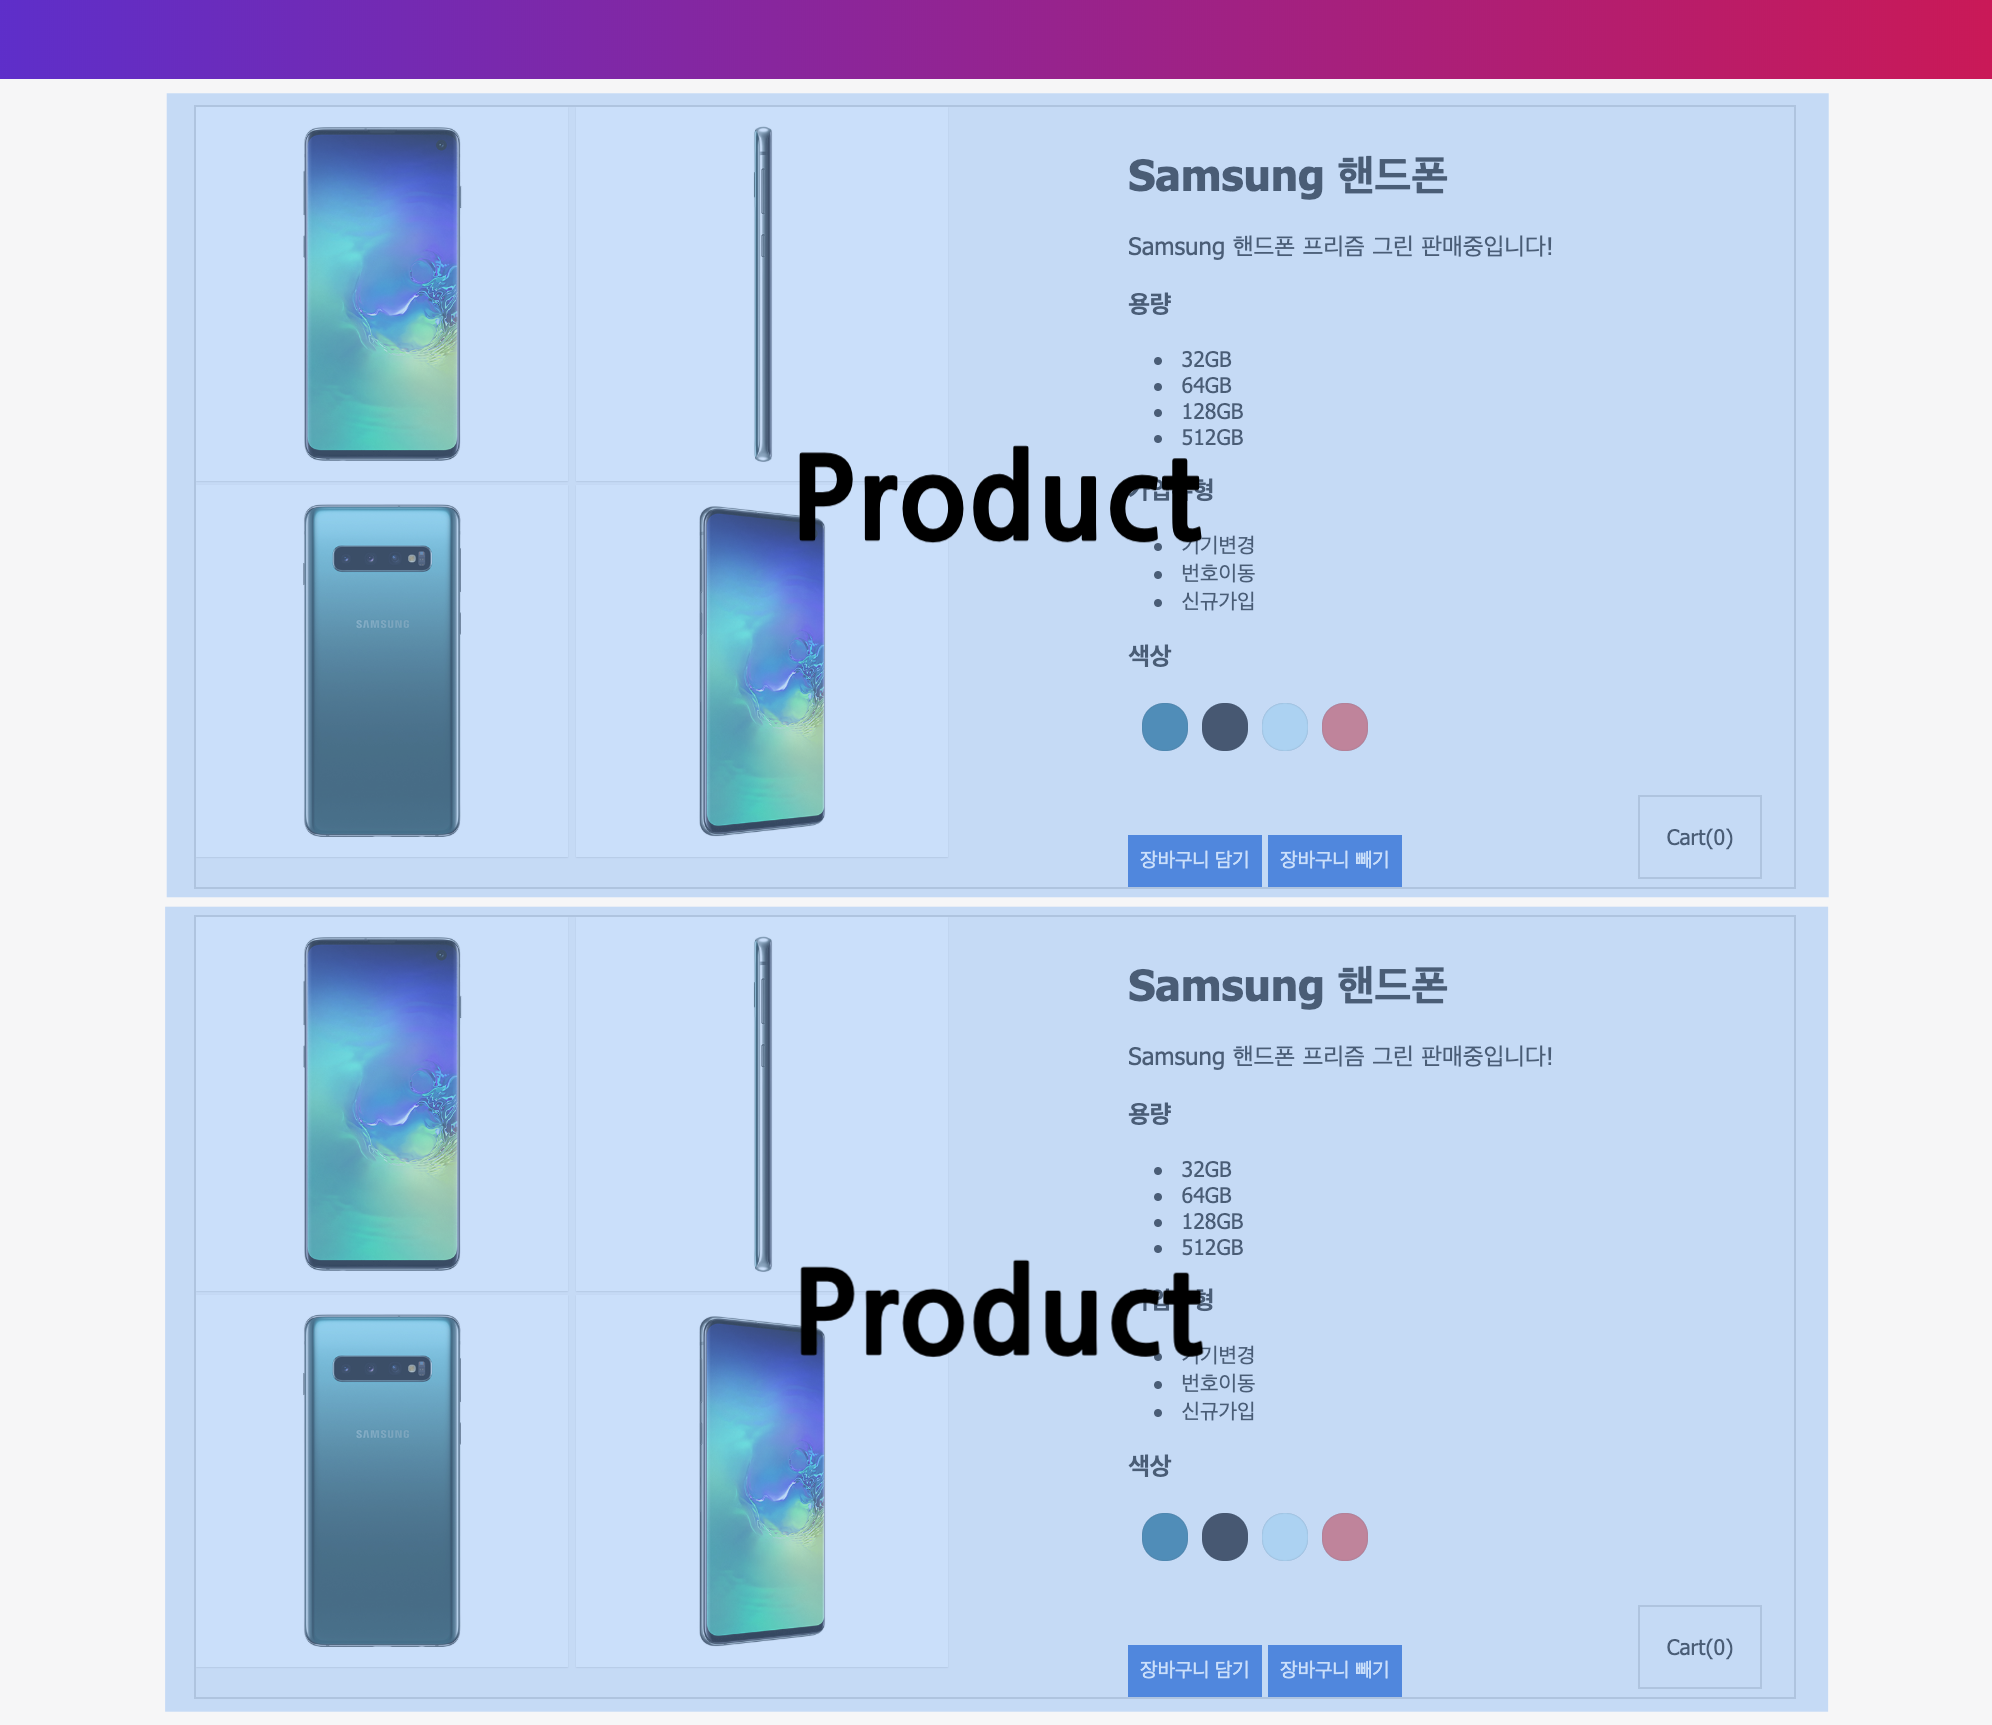 Samsung 핸드폰
Samsung 핸드폰 프리즘 그린 판매중입니다!
용량
32GB
64GB
128GB
512GB
Product
기기변경
번호이동
신규가입
SAMSUNG
색상
Cart(0)
장바구니 담기 장바구니 빼기
Samsung 핸드폰
Samsung 핸드폰 프리즘 그린 판매중입니다!
용량
32GB
64GB
128GB
512GB
Product
기기변경
번호이동
신규가입
SAMSUNG
색상
Cart(0)
장바구니 담기 장바구니 빼기